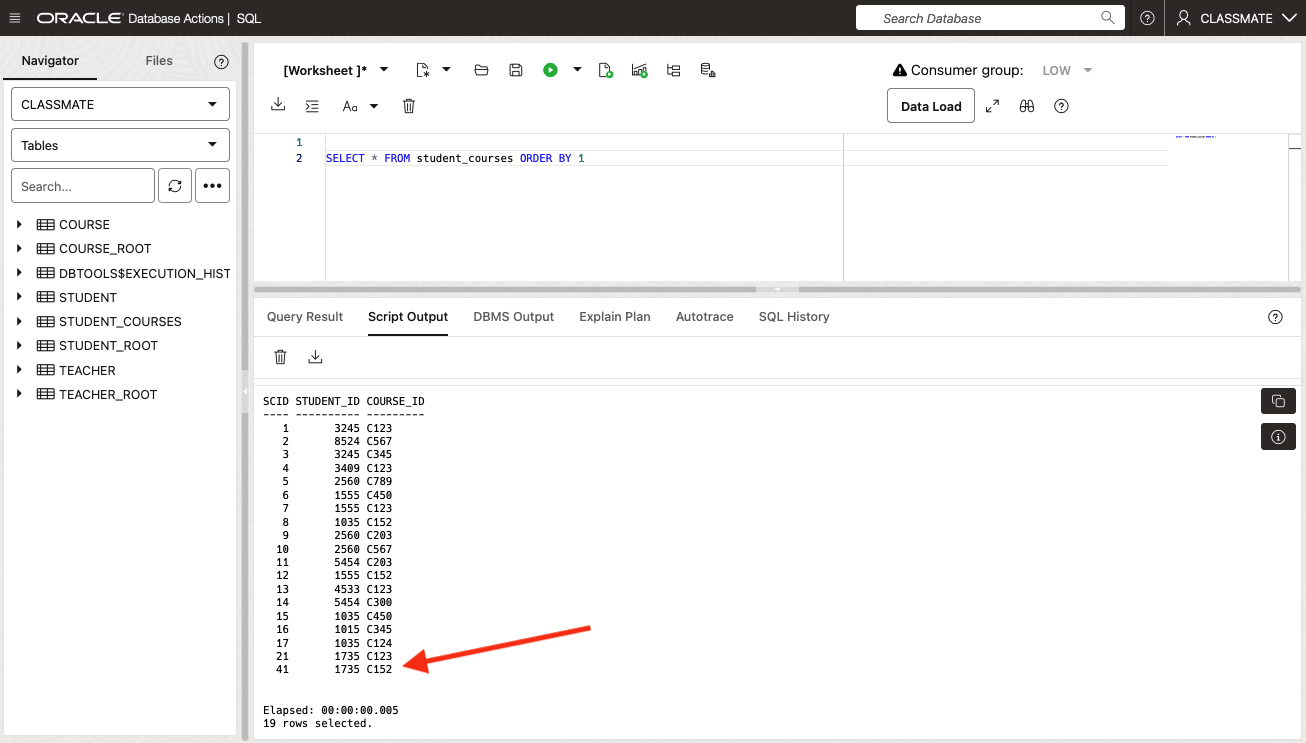 ORACLE Database Actions | SQL
Search Database
CLASSMATE
Navigator
Files
CLASSMATE
Tables
Search...
COURSE
COURSE_ROOT
DBTOOLS$EXECUTION_HIST
STUDENT
STUDENT_COURSES
STUDENT_ROOT
TEACHER
TEACHER_ROOT
[Worksheet ]*
Consumer group: LOW
Aa
Data Load
1
2 SELECT * FROM student_courses ORDER BY 1
Query Result Script Output DBMS Output Explain Plan Autotrace SQL History
SCID STUDENT_ID COURSE_ID
---- ---------- ---------
1 3245 C123
2 8524 C567
3 3245 C345
4 3409 C123
5 2560 C789
6 1555 C450
7 1555 C123
8 1035 C152
9 2560 C203
10 2560 C567
11 5454 C203
12 1555 C152
13 4533 C123
14 5454 C300
15 1035 C450
16 1015 C345
17 1035 C124
21 1735 C123
41 1735 C152
Elapsed: 00:00:00.005
19 rows selected.